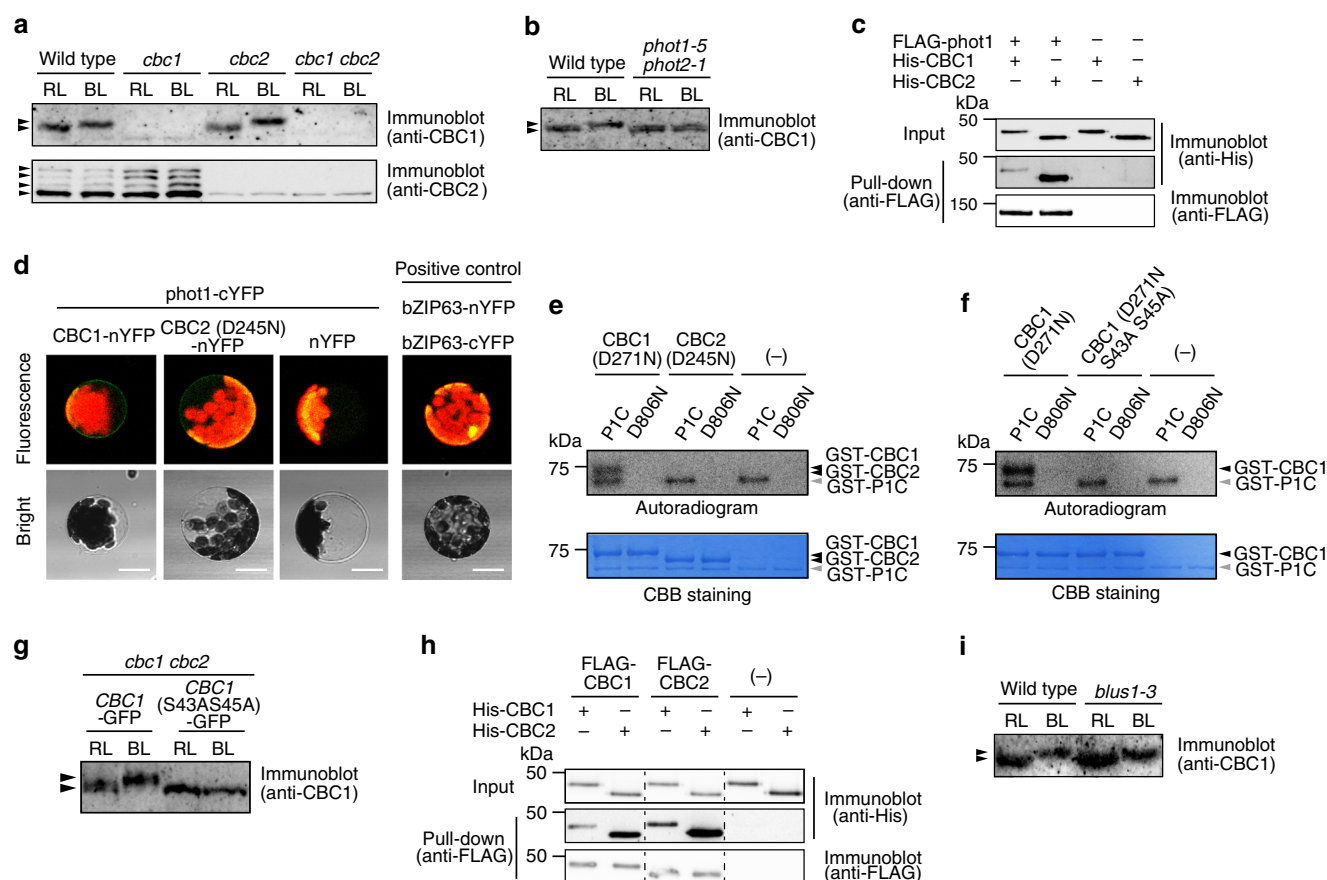 a
Wild type cbc1 cbc2 cbc1 cbc2
RL BL RL BL RL BL RL BL
Immunoblot
(anti-CBC1)
Immunoblot
(anti-CBC2)
b
Wild type phot1-5
phot2-1
RL BL RL BL
Immunoblot
(anti-CBC1)
c
FLAG-phot1 + + – –
His-CBC1 + – + –
His-CBC2 – + – +
kDa
50
Input
Immunoblot
(anti-His)
50
Pull-down
(anti-FLAG)
150
Immunoblot
(anti-FLAG)
d
Positive control
phot1-cYFP
bZIP63-nYFP
CBC1-nYFP CBC2 (D245N)
-nYFP nYFP bZIP63-cYFP
Fluorescence
Bright
e
CBC1
(D271N) CBC2
(D245N) (–)
P1C D806N P1C D806N P1C D806N
kDa
75
GST-CBC1
GST-CBC2
GST-P1C
Autoradiogram
75
GST-CBC1
GST-CBC2
GST-P1C
CBB staining
f
CBC1
(D271N)
CBC1 (D271N
S43A S45A)
(–)
P1C D806N P1C D806N P1C D806N
kDa
75
GST-CBC1
GST-P1C
Autoradiogram
75
GST-CBC1
GST-P1C
CBB staining
g
cbc1 cbc2
CBC1
-GFP
CBC1
(S43AS45A)
-GFP
RL BL RL BL
Immunoblot
(anti-CBC1)
h
FLAG-
CBC1 FLAG-
CBC2 (–)
His-CBC1 + – + – + –
His-CBC2 – + – + – +
kDa
50
Input
Immunoblot
(anti-His)
50
Pull-down
(anti-FLAG)
50
Immunoblot
(anti-FLAG)
i
Wild type blus1-3
RL BL RL BL
Immunoblot
(anti-CBC1)